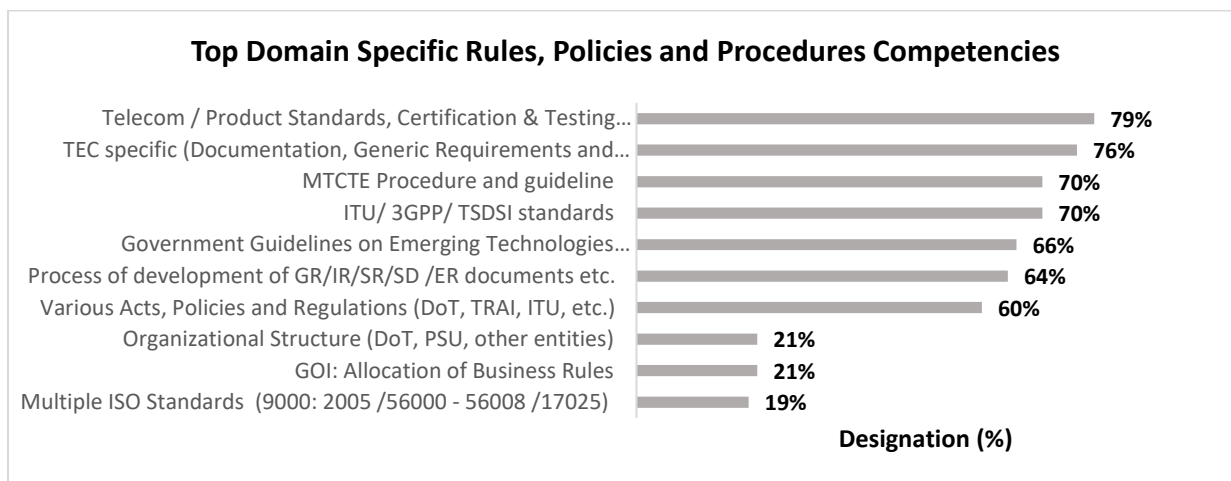 Top Domain Specific Rules, Policies and Procedures Competencies
Telecom / Product Standards, Certification & Testing... 79%
TEC specific (Documentation, Generic Requirements and... 76%
MTCTE Procedure and guideline 70%
ITU/ 3GPP/ TSDSI standards 70%
Government Guidelines on Emerging Technologies... 66%
Process of development of GR/IR/SR/SD /ER documents etc. 64%
Various Acts, Policies and Regulations (DoT, TRAI, ITU, etc.) 60%
Organizational Structure (DoT, PSU, other entities) 21%
GOI: Allocation of Business Rules 21%
Multiple ISO Standards (9000: 2005 /56000 - 56008 /17025) 19%
Designation (%)